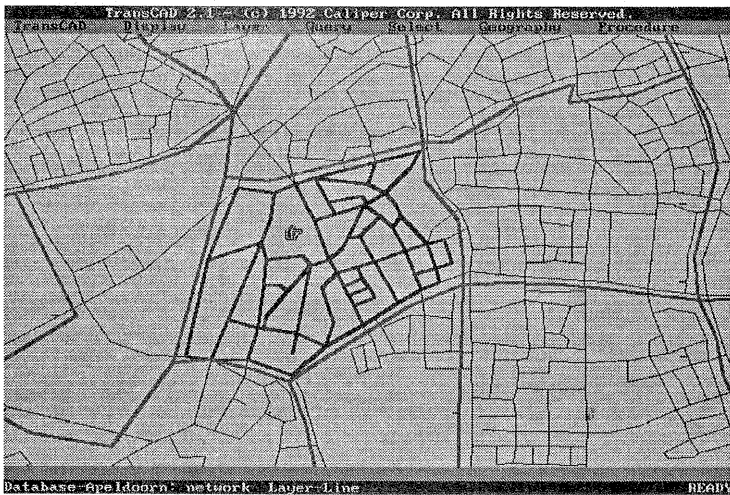 TransCAD 2.1 - (c) 1992 Caliper Corp. All Rights Reserved.
TransCAD Display Layer Query Select Geography Procedure
Database-Apeldoorn: network Layer-Line READY